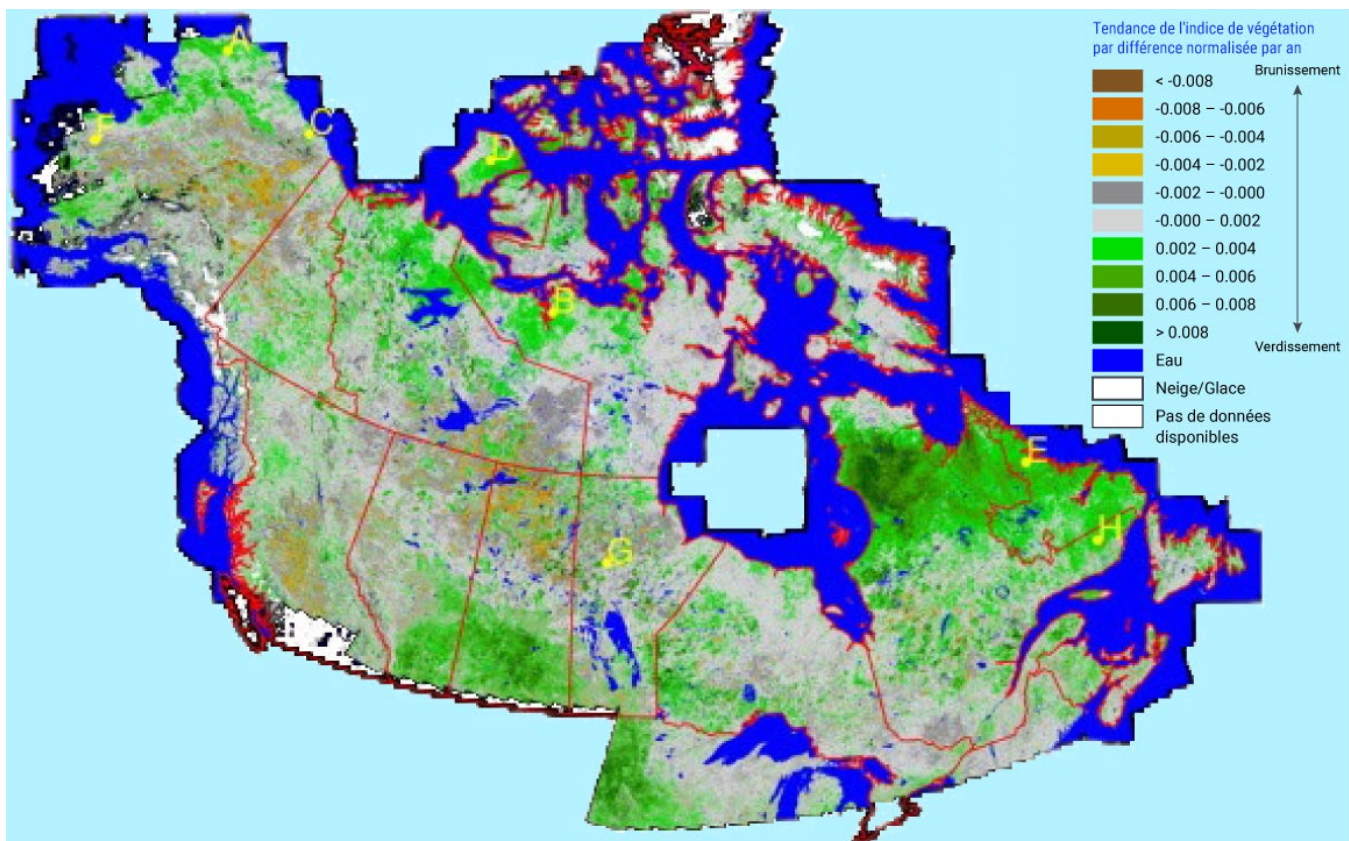 Tendance de l'indice de végétation
par différence normalisée par an
Brunissement
< -0.008
-0.008 – -0.006
-0.006 – -0.004
-0.004 – -0.002
-0.002 – -0.000
-0.000 – 0.002
0.002 – 0.004
0.004 – 0.006
0.006 – 0.008
> 0.008
Verdissement
Eau
Neige/Glace
Pas de données
disponibles
A
F
C
D
B
E
H
G